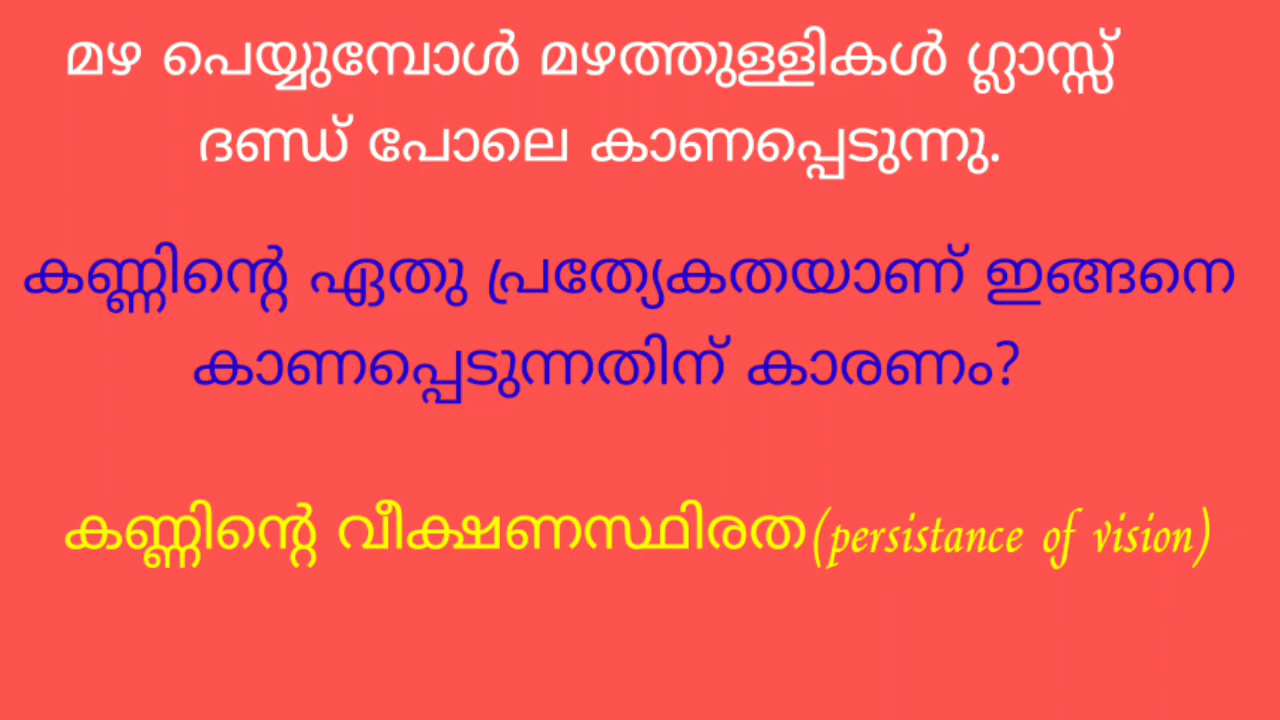 മഴ പെയ്യുമ്പോൾ മഴത്തുള്ളികൾ ഗ്ലാസ്സ്
ദണ്ഡ് പോലെ കാണപ്പെടുന്നു.
കണ്ണിന്റെ ഏതു പ്രത്യേകതയാണ് ഇങ്ങനെ
കാണപ്പെടുന്നതിന് കാരണം?
കണ്ണിന്റെ വീക്ഷണസ്ഥിരത(persistance of vision)